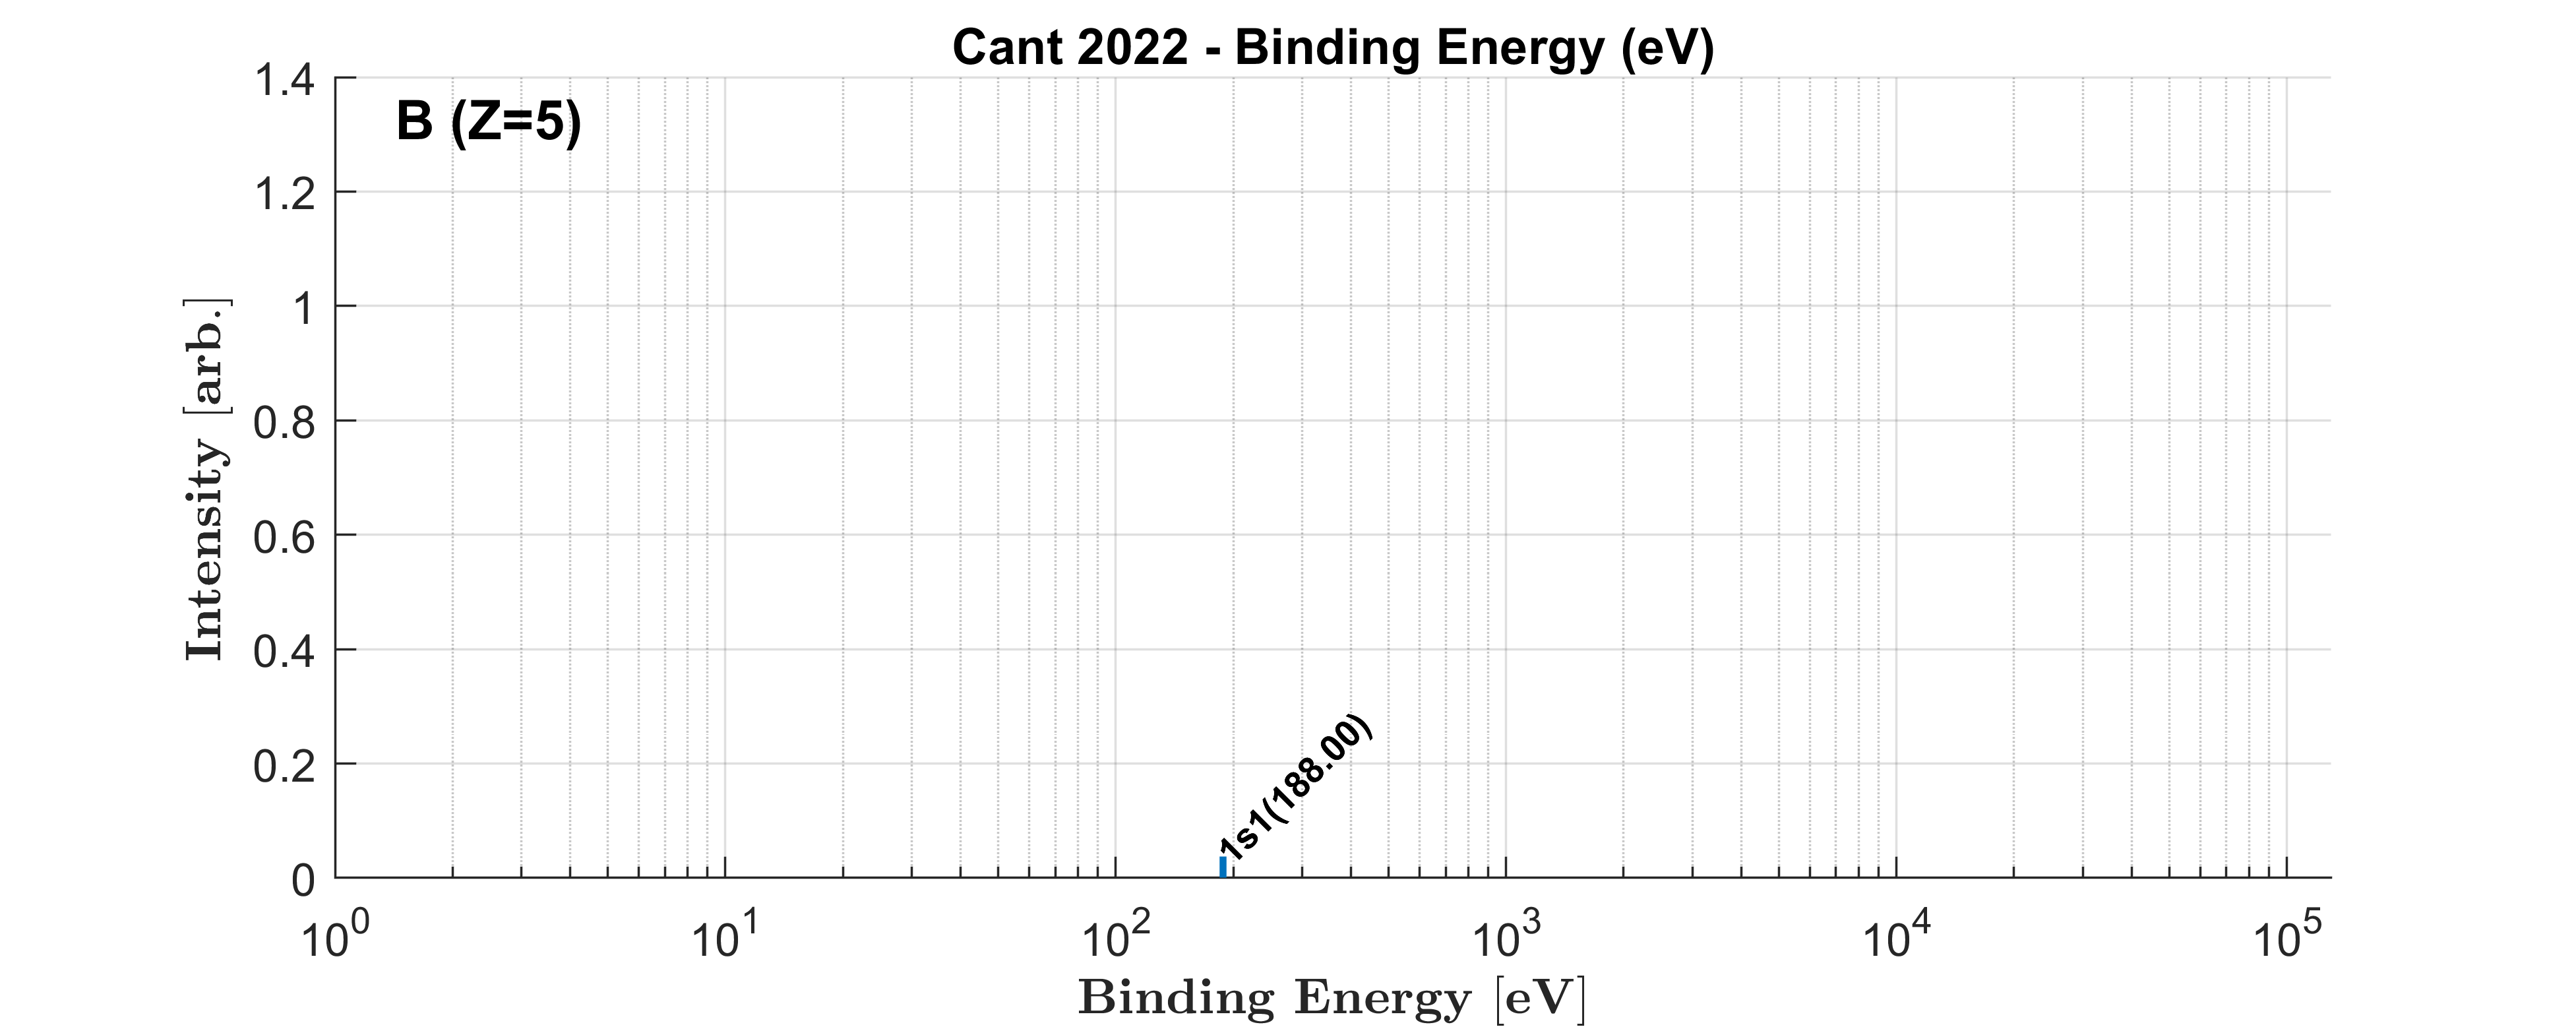 Cant 2022 - Binding Energy (eV)
B (Z=5)
Intensity [arb.]
1.4
1.2
1
0.8
0.6
0.4
0.2
0
1s1(188.00)
10^0 10^1 10^2 10^3 10^4 10^5
Binding Energy [eV]